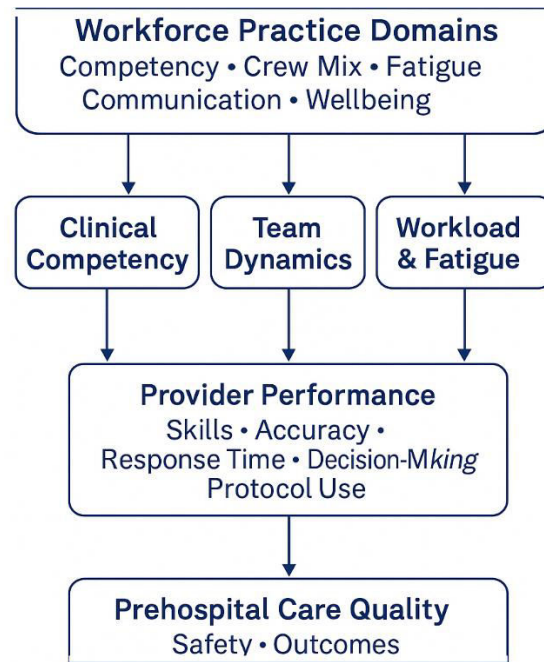 Workforce Practice Domains
Competency • Crew Mix • Fatigue
Communication • Wellbeing
Clinical
Competency
Team
Dynamics
Workload
& Fatigue
Provider Performance
Skills • Accuracy •
Response Time • Decision-Mking
Protocol Use
Prehospital Care Quality
Safety • Outcomes